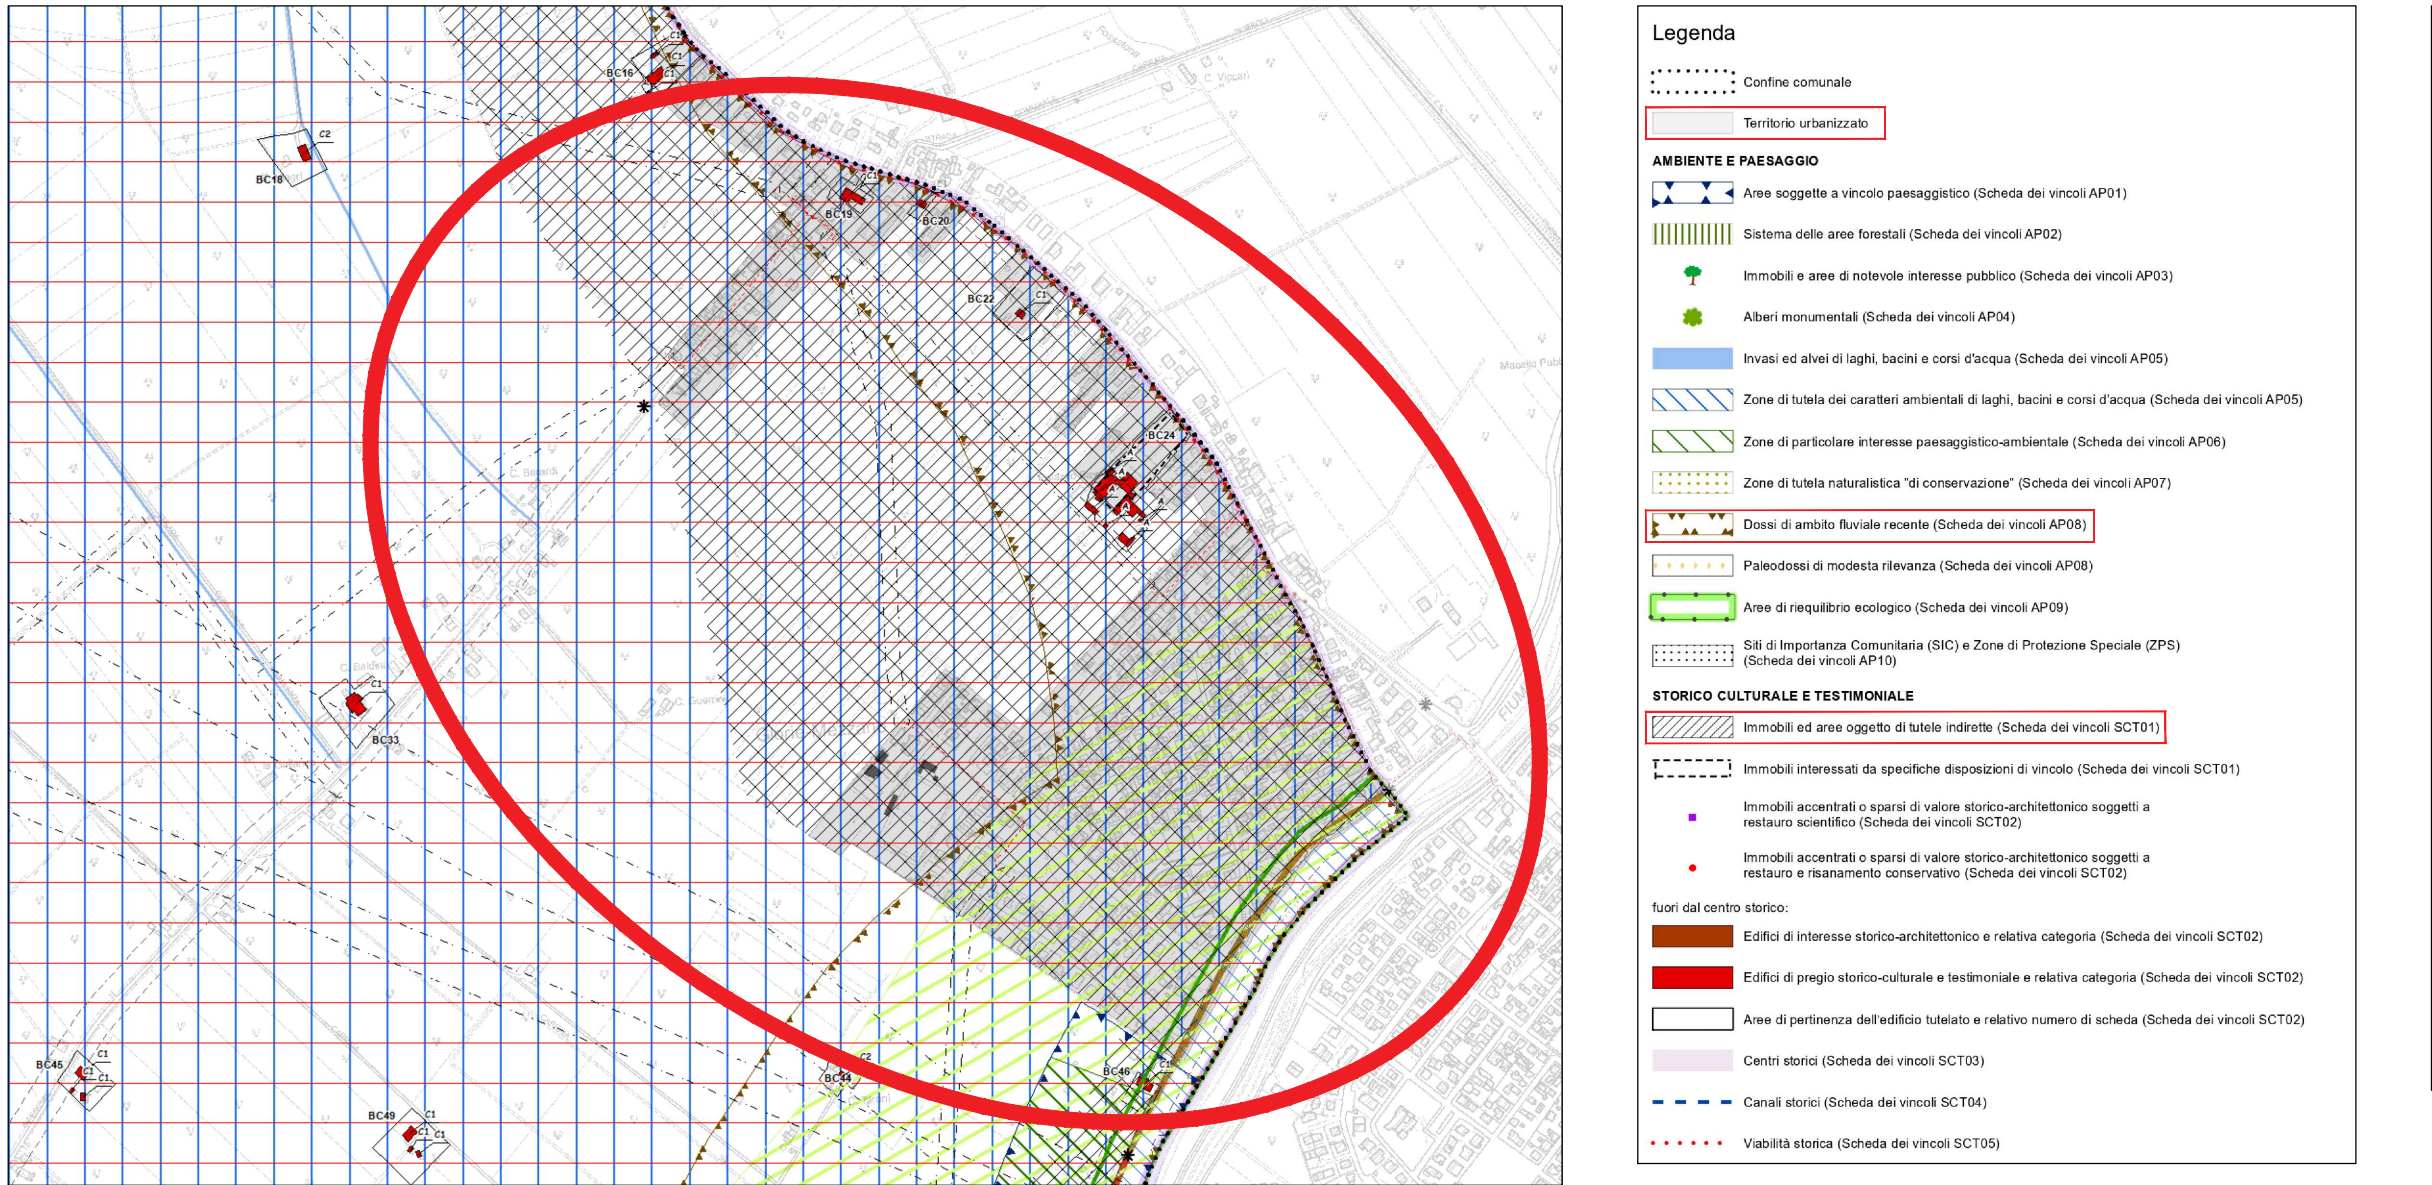 C1
BC16
C1
C1
C. Viccari
C2
BC18
C1
BC19
BC20
BC22
C1
BC24
A
A
A
A
A
A
C. Berardi
C. Baldini
C1
BC33
C. Guerrini
FIUME
BC45
C1
C1
C1
C2
BC44
BC46
C1
BC49
C1
C1
C1
Legenda
Confine comunale
Territorio urbanizzato
AMBIENTE E PAESAGGIO
Aree soggette a vincolo paesaggistico (Scheda dei vincoli AP01)
Sistema delle aree forestali (Scheda dei vincoli AP02)
Immobili e aree di notevole interesse pubblico (Scheda dei vincoli AP03)
Alberi monumentali (Scheda dei vincoli AP04)
Invasi ed alvei di laghi, bacini e corsi d'acqua (Scheda dei vincoli AP05)
Zone di tutela dei caratteri ambientali di laghi, bacini e corsi d'acqua (Scheda dei vincoli AP05)
Zone di particolare interesse paesaggistico-ambientale (Scheda dei vincoli AP06)
Zone di tutela naturalistica "di conservazione" (Scheda dei vincoli AP07)
Dossi di ambito fluviale recente (Scheda dei vincoli AP08)
Paleodossi di modesta rilevanza (Scheda dei vincoli AP08)
Aree di riequilibrio ecologico (Scheda dei vincoli AP09)
Siti di Importanza Comunitaria (SIC) e Zone di Protezione Speciale (ZPS)
(Scheda dei vincoli AP10)
STORICO CULTURALE E TESTIMONIALE
Immobili ed aree oggetto di tutele indirette (Scheda dei vincoli SCT01)
Immobili interessati da specifiche disposizioni di vincolo (Scheda dei vincoli SCT01)
Immobili accentrati o sparsi di valore storico-architettonico soggetti a
restauro scientifico (Scheda dei vincoli SCT02)
Immobili accentrati o sparsi di valore storico-architettonico soggetti a
restauro e risanamento conservativo (Scheda dei vincoli SCT02)
fuori dal centro storico:
Edifici di interesse storico-architettonico e relativa categoria (Scheda dei vincoli SCT02)
Edifici di pregio storico-culturale e testimoniale e relativa categoria (Scheda dei vincoli SCT02)
Aree di pertinenza dell'edificio tutelato e relativo numero di scheda (Scheda dei vincoli SCT02)
Centri storici (Scheda dei vincoli SCT03)
Canali storici (Scheda dei vincoli SCT04)
Viabilità storica (Scheda dei vincoli SCT05)